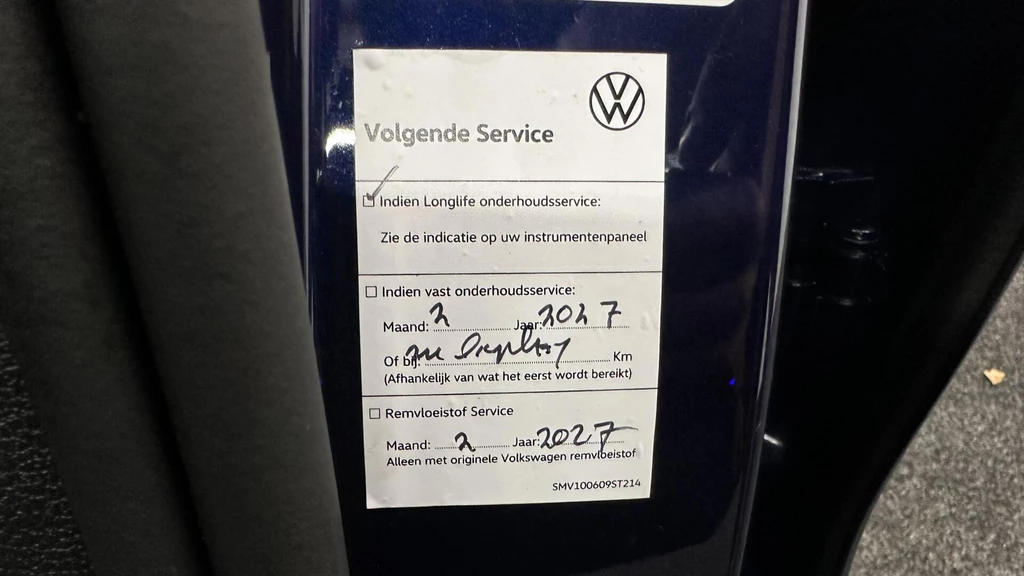 Volgende Service
Indien Longlife onderhoudsservice:
Zie de indicatie op uw instrumentenpaneel
Indien vast onderhoudsservice:
Maand: 2 Jaar: 2027
Of bij: Km
(Afhankelijk van wat het eerst wordt bereikt)
Remvloeistof Service
Maand: 2 Jaar: 2027
Alleen met originele Volkswagen remvloeistof
SMV100609ST214